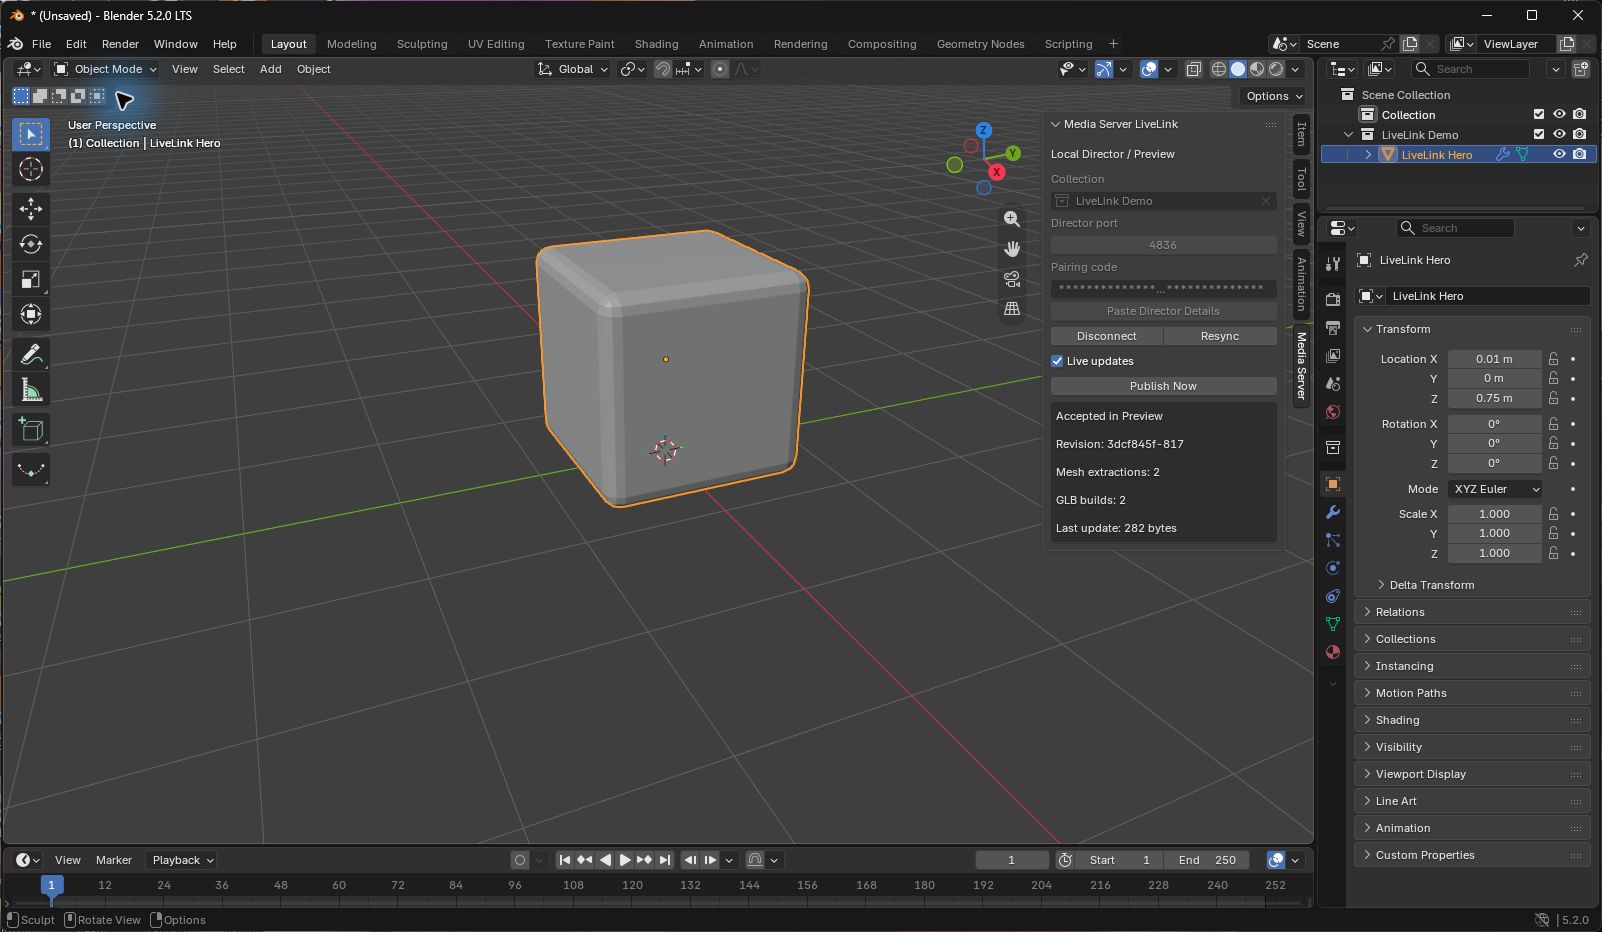 * (Unsaved) - Blender 5.2.0 LTS
File Edit Render Window Help Layout Modeling Sculpting UV Editing Texture Paint Shading Animation Rendering Compositing Geometry Nodes Scripting + Scene ViewLayer
Object Mode View Select Add Object Global Search
Options
User Perspective
(1) Collection | LiveLink Hero
Z
Y
X
Media Server LiveLink
Local Director / Preview
Collection
LiveLink Demo
Director port
4836
Pairing code
**************...**************
Paste Director Details
Disconnect Resync
Live updates
Publish Now
Accepted in Preview
Revision: 3dcf845f-817
Mesh extractions: 2
GLB builds: 2
Last update: 282 bytes
Item
Tool
View
Animation
Media Server
Scene Collection
Collection
LiveLink Demo
LiveLink Hero
Search
LiveLink Hero
LiveLink Hero
Transform
Location X 0.01 m
Y 0 m
Z 0.75 m
Rotation X 0°
Y 0°
Z 0°
Mode XYZ Euler
Scale X 1.000
Y 1.000
Z 1.000
Delta Transform
Relations
Collections
Instancing
Motion Paths
Shading
Visibility
Viewport Display
Line Art
Animation
Custom Properties
View Marker Playback 1 Start 1 End 250
1 12 24 36 48 60 72 84 96 108 120 132 144 156 168 180 192 204 216 228 240 252
Sculpt Rotate View Options 5.2.0